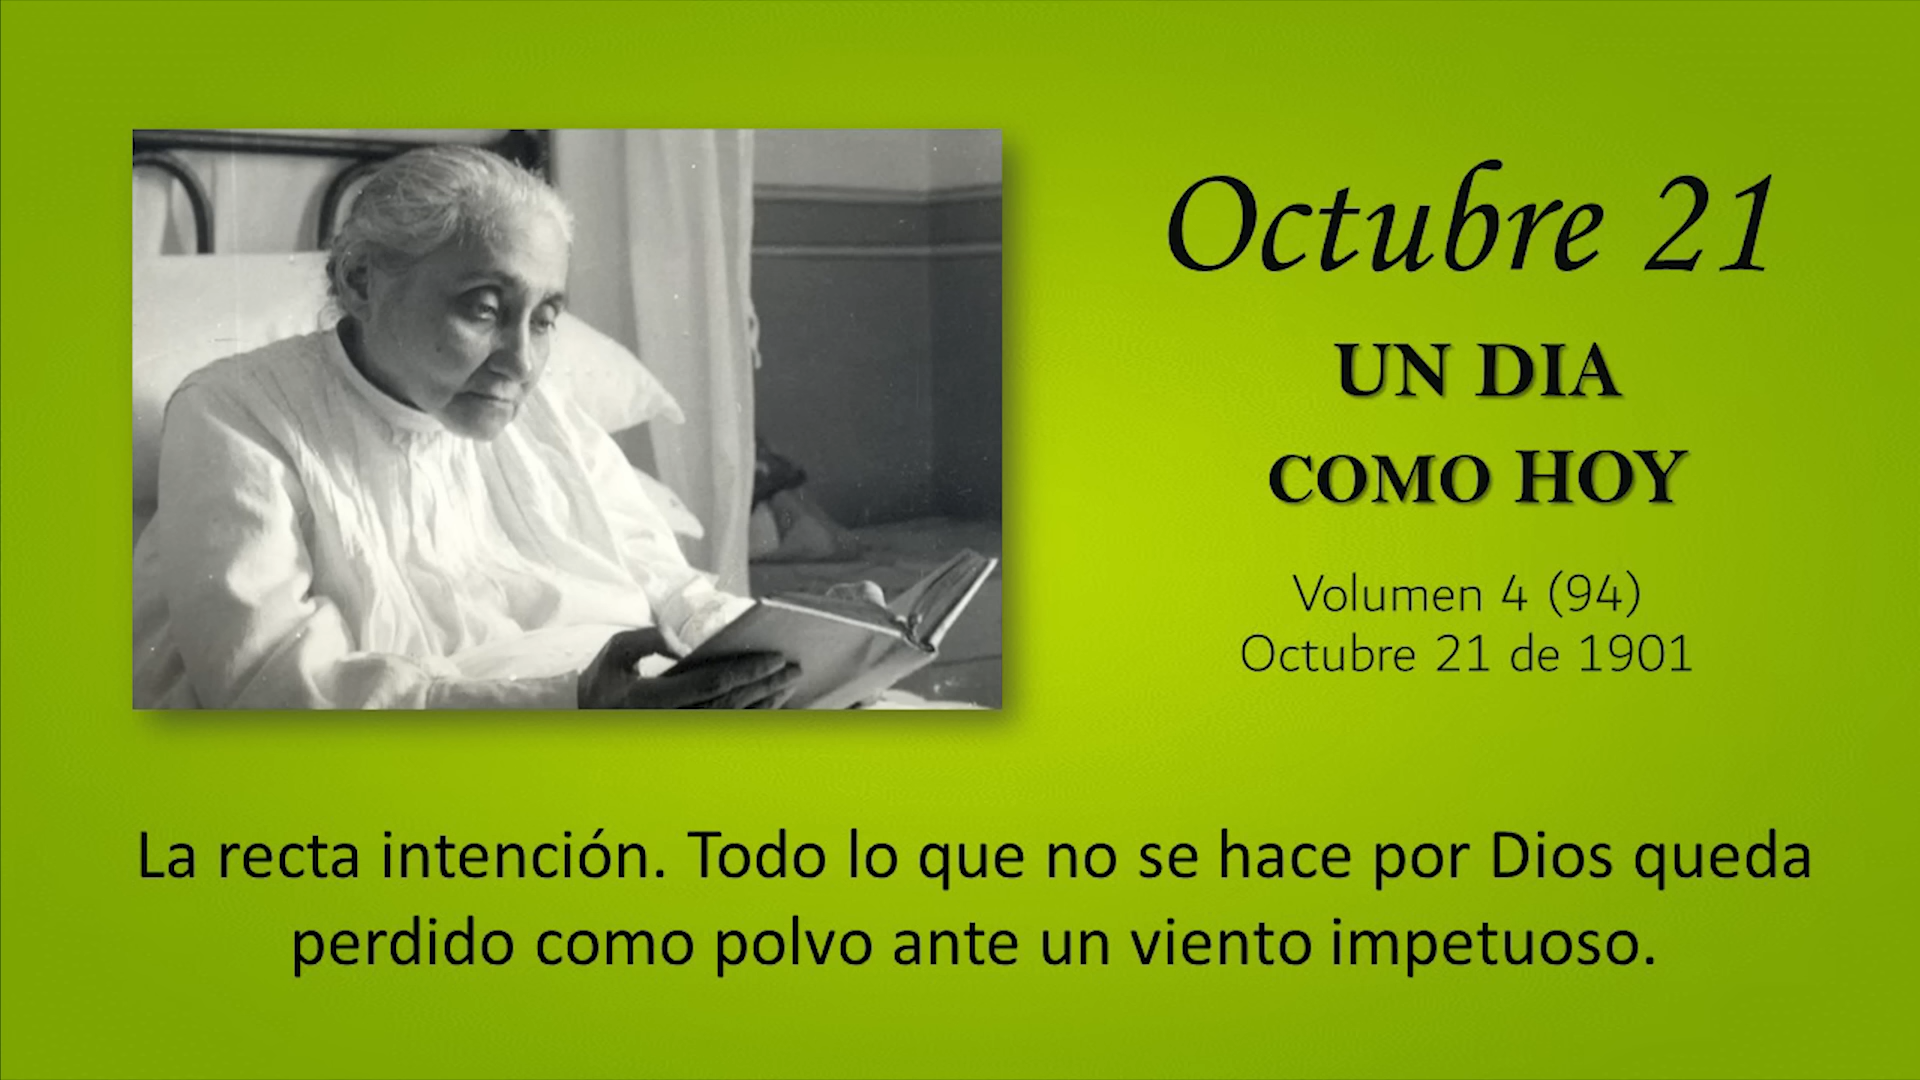 Octubre 21
UN DIA
COMO HOY
Volumen 4 (94)
Octubre 21 de 1901
La recta intención. Todo lo que no se hace por Dios queda
perdido como polvo ante un viento impetuoso.